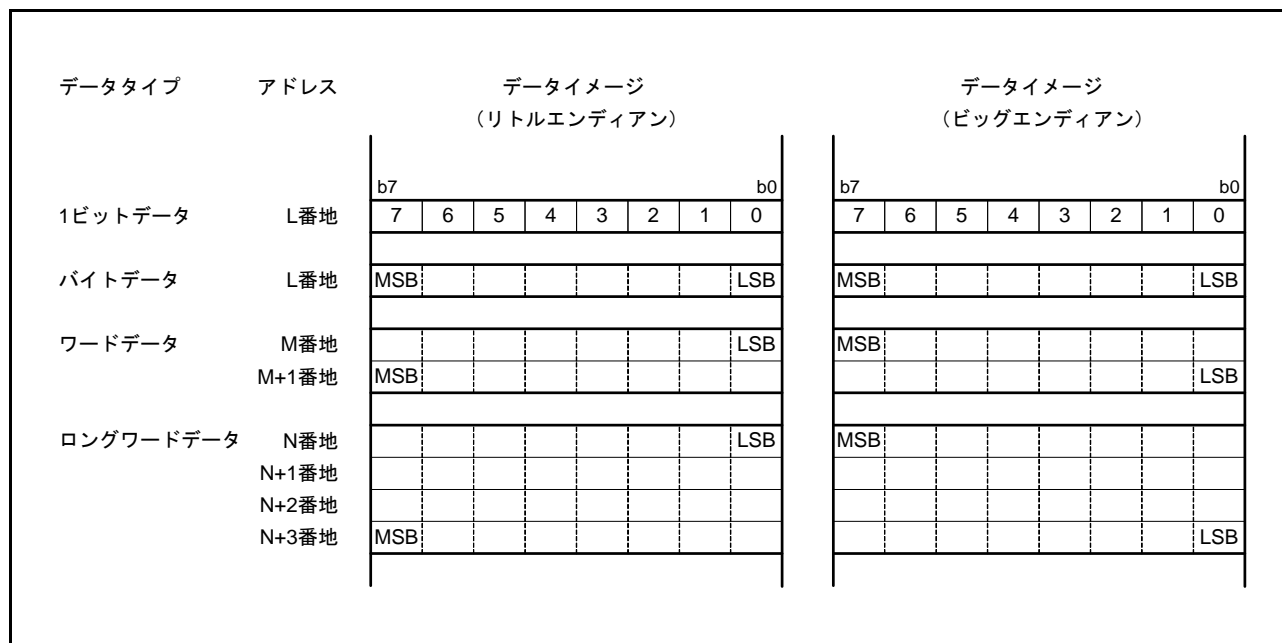 データタイプ アドレス データイメージ データイメージ
（リトルエンディアン） （ビッグエンディアン）
b7 b0 b7 b0
1ビットデータ L番地 7 6 5 4 3 2 1 0 7 6 5 4 3 2 1 0
バイトデータ L番地 MSB LSB MSB LSB
ワードデータ M番地 LSB MSB
M+1番地 MSB LSB
ロングワードデータ N番地 LSB MSB
N+1番地
N+2番地
N+3番地 MSB LSB